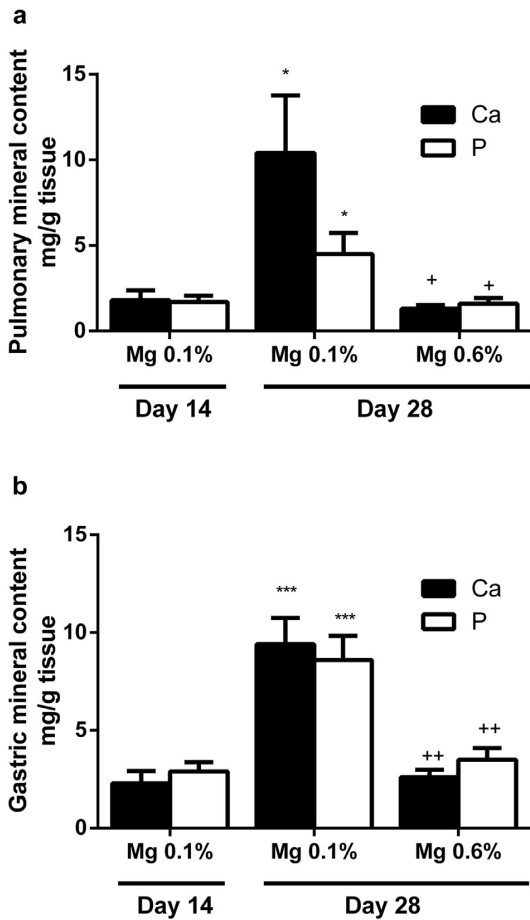 a
Pulmonary mineral content
mg/g tissue
15
10
5
0
*
*
+
+
Ca
P
Mg 0.1%
Mg 0.1%
Mg 0.6%
Day 14
Day 28
b
Gastric mineral content
mg/g tissue
15
10
5
0
***
***
++
++
Ca
P
Mg 0.1%
Mg 0.1%
Mg 0.6%
Day 14
Day 28